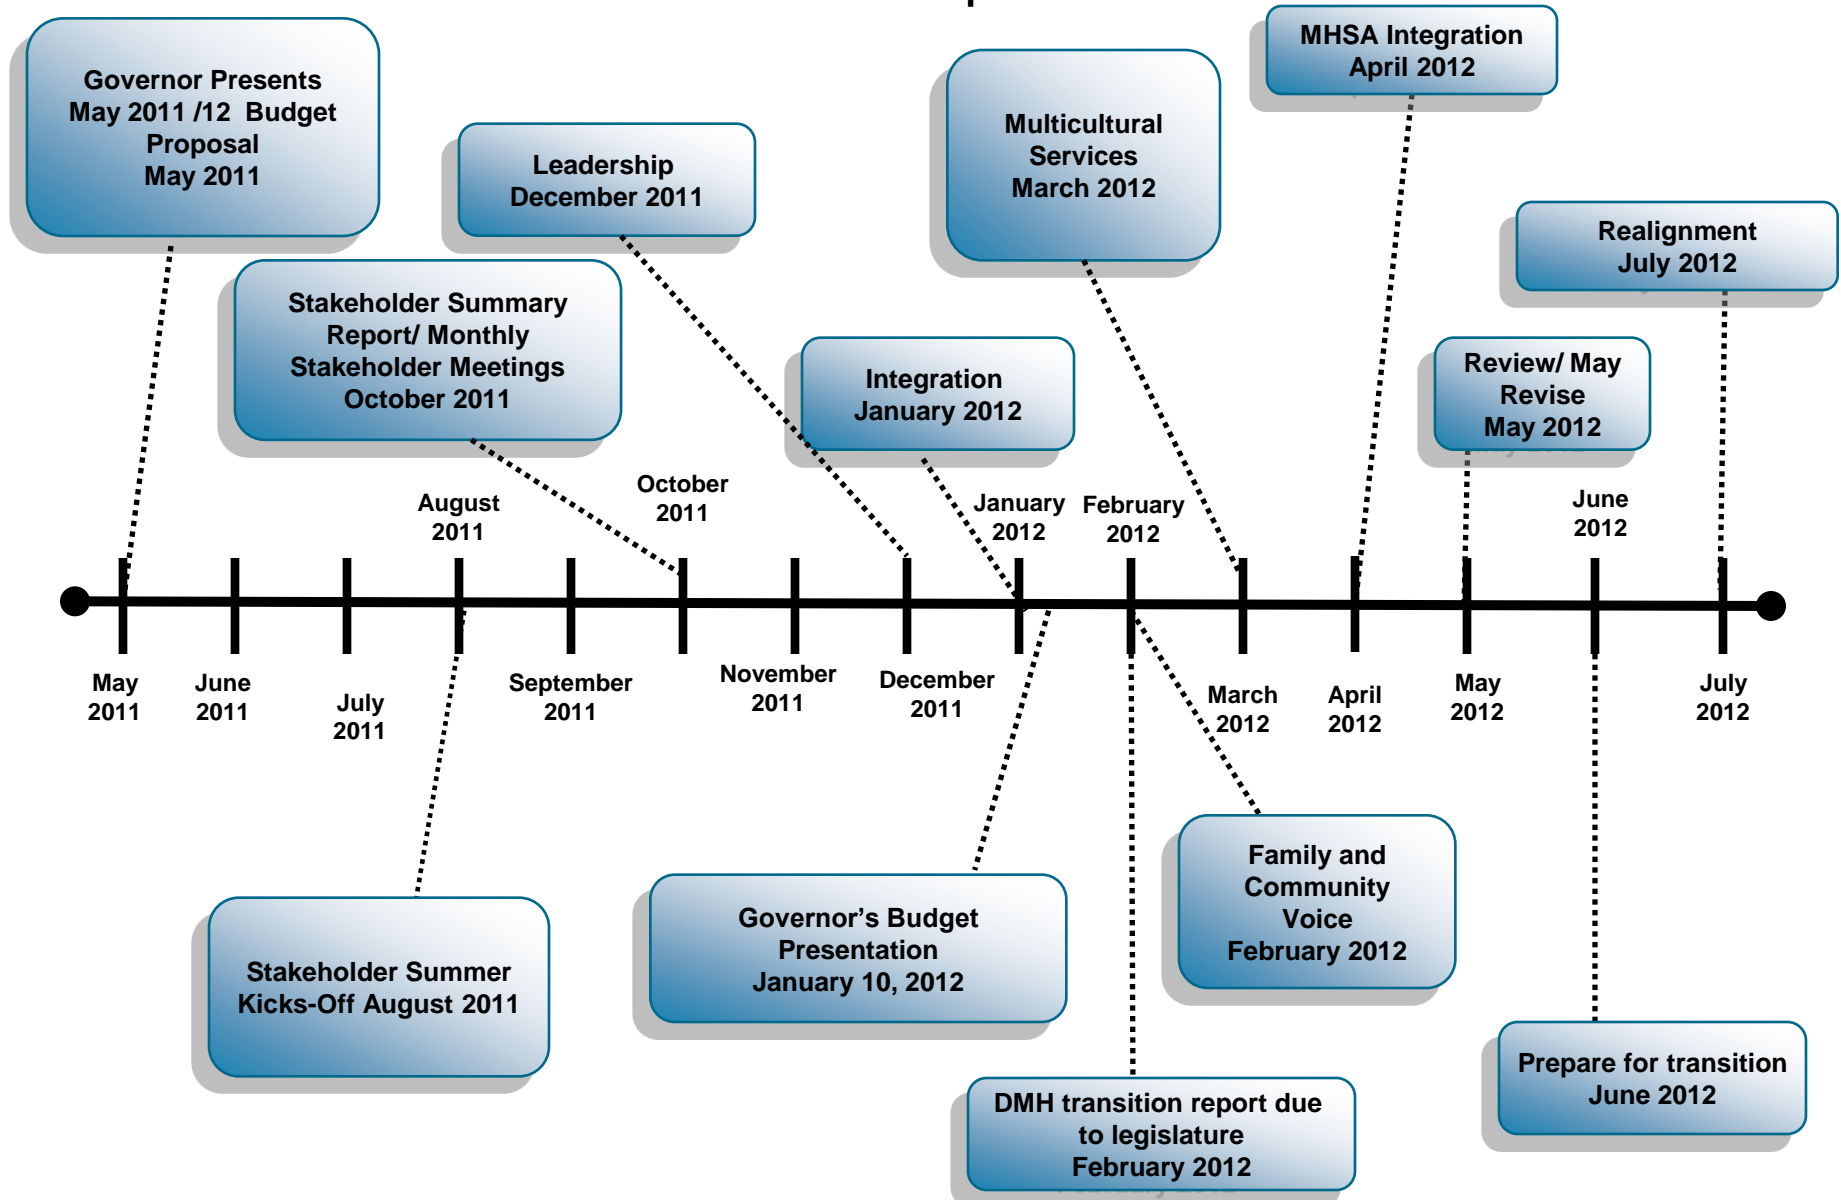 Governor Presents
May 2011 /12 Budget
Proposal
May 2011
Leadership
December 2011
Multicultural
Services
March 2012
MHSA Integration
April 2012
Realignment
July 2012
Stakeholder Summary
Report/ Monthly
Stakeholder Meetings
October 2011
Integration
January 2012
Review/ May
Revise
May 2012
August
2011
October
2011
January
2012
February
2012
June
2012
May
2011
June
2011
July
2011
September
2011
November
2011
December
2011
March
2012
April
2012
May
2012
July
2012
Stakeholder Summer
Kicks-Off August 2011
Governor’s Budget
Presentation
January 10, 2012
Family and
Community
Voice
February 2012
DMH transition report due
to legislature
February 2012
Prepare for transition
June 2012